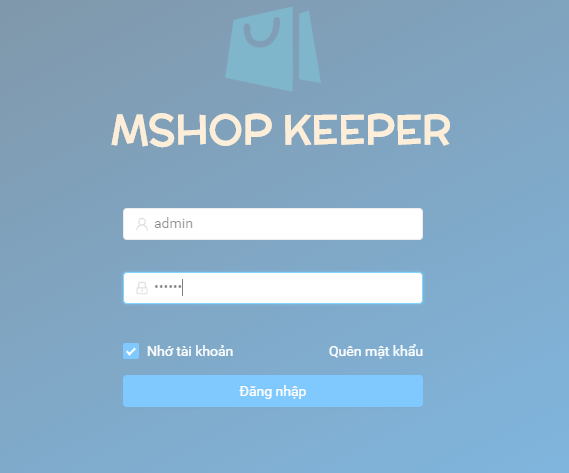 MSHOP KEEPER
admin
••••••
Nhớ tài khoản
Quên mật khẩu
Đăng nhập